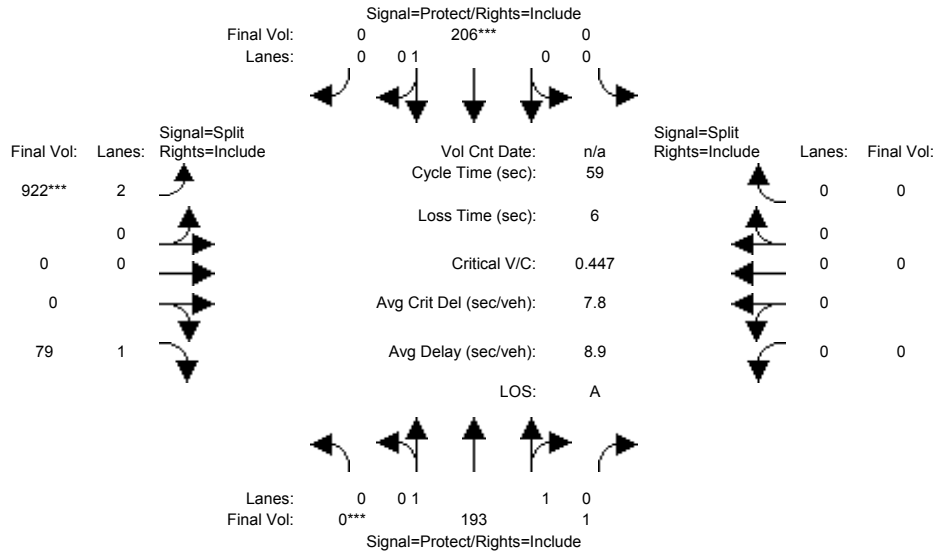 Signal=Protect/Rights=Include
Final Vol: 0 206*** 0
Lanes: 0 0 1 0 0
Signal=Split Signal=Split
Final Vol: Lanes: Rights=Include Vol Cnt Date: n/a Rights=Include Lanes: Final Vol:
922*** 2 Cycle Time (sec): 59 0 0
0 Loss Time (sec): 6 0
0 0 Critical V/C: 0.447 0 0
0 Avg Crit Del (sec/veh): 7.8 0
79 1 Avg Delay (sec/veh): 8.9 0 0
LOS: A
Lanes: 0 0 1 1 0
Final Vol: 0*** 193 1
Signal=Protect/Rights=Include